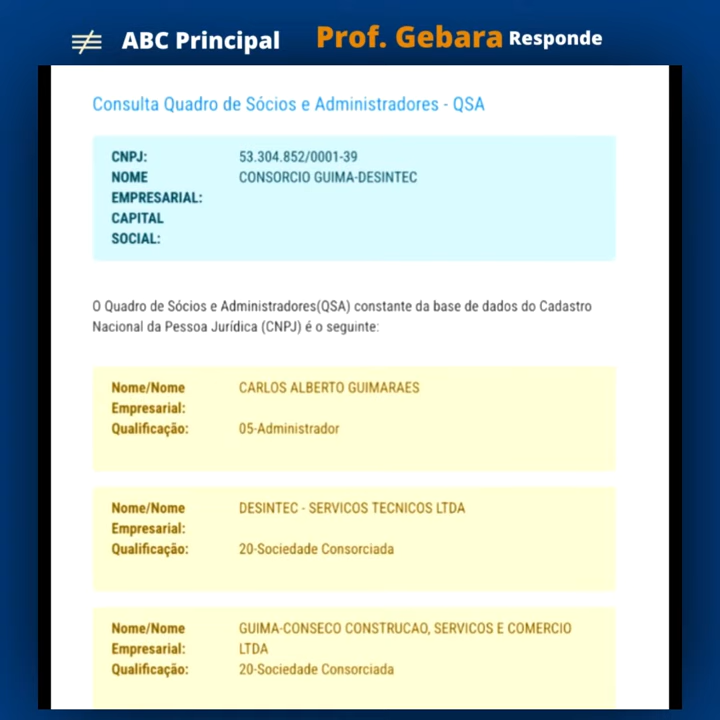 ABC Principal Prof. Gebara Responde
Consulta Quadro de Sócios e Administradores - QSA
CNPJ: 53.304.852/0001-39
NOME CONSORCIO GUIMA-DESINTEC
EMPRESARIAL:
CAPITAL
SOCIAL:
O Quadro de Sócios e Administradores(QSA) constante da base de dados do Cadastro
Nacional da Pessoa Jurídica (CNPJ) é o seguinte:
Nome/Nome CARLOS ALBERTO GUIMARAES
Empresarial:
Qualificação: 05-Administrador
Nome/Nome DESINTEC - SERVICOS TECNICOS LTDA
Empresarial:
Qualificação: 20-Sociedade Consorciada
Nome/Nome GUIMA-CONSECO CONSTRUCAO, SERVICOS E COMERCIO
Empresarial: LTDA
Qualificação: 20-Sociedade Consorciada